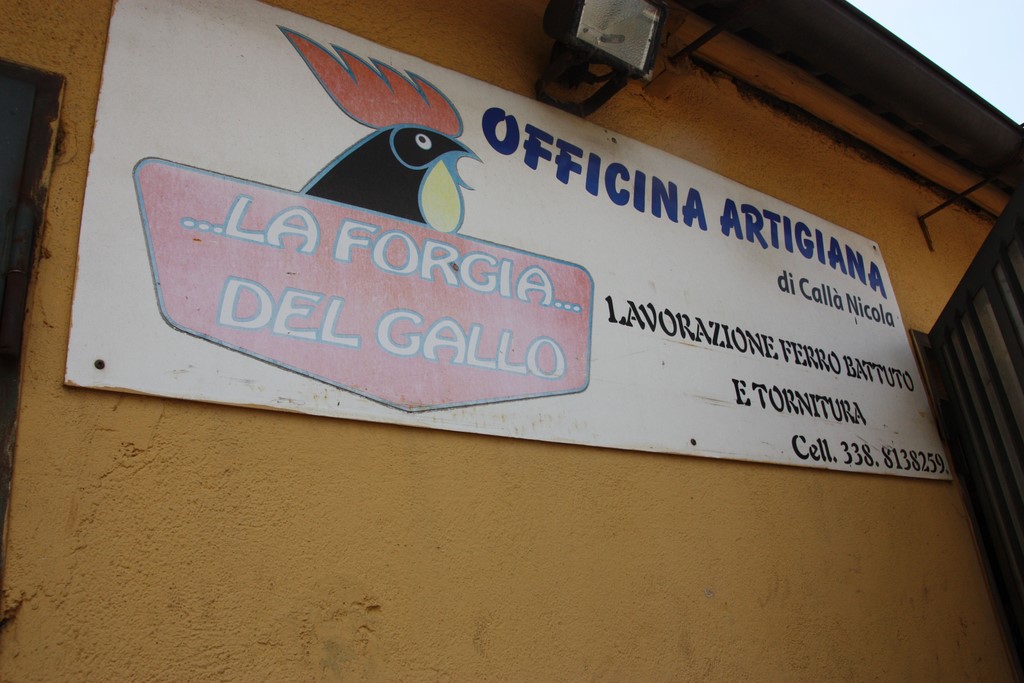 ...LA FORGIA...
DEL GALLO
OFFICINA ARTIGIANA
di Callà Nicola
LAVORAZIONE FERRO BATTUTO
E TORNITURA
Cell. 338. 8138259.